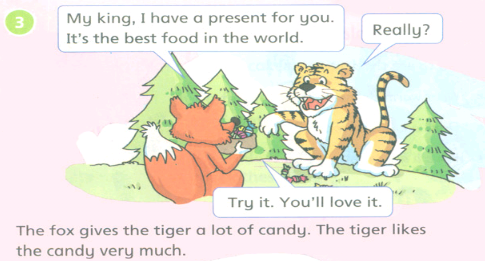 3
My king, I have a present for you.
It's the best food in the world.
Really?
Try it. You'll love it.
The fox gives the tiger a lot of candy. The tiger likes
the candy very much.